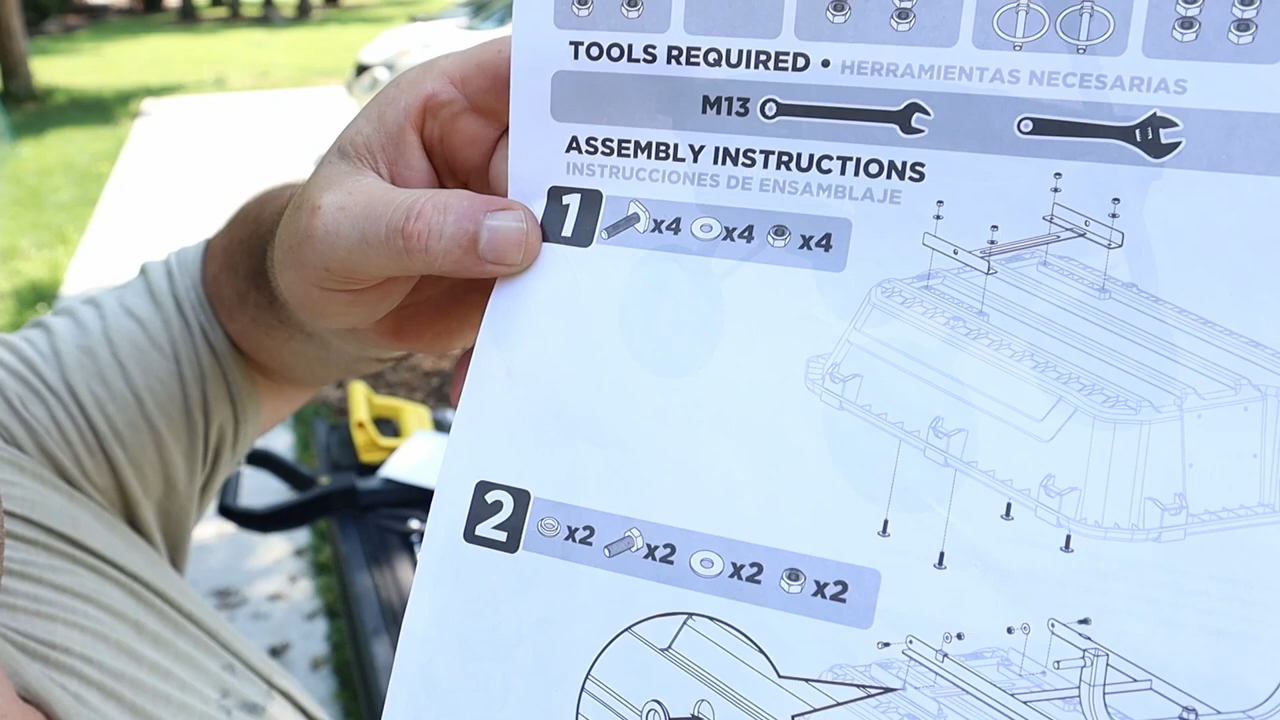 TOOLS REQUIRED • HERRAMIENTAS NECESARIAS
M13
ASSEMBLY INSTRUCTIONS
INSTRUCCIONES DE ENSAMBLAJE
1 x4 x4 x4
2 x2 x2 x2 x2